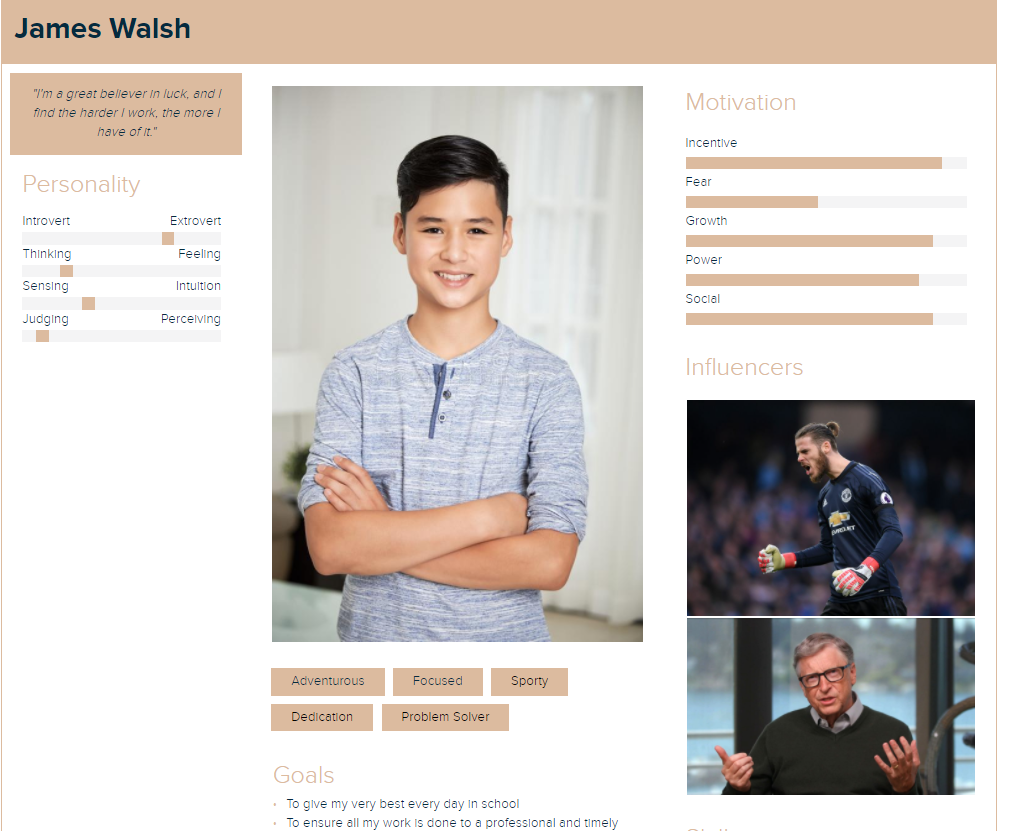 James Walsh
"I'm a great believer in luck, and I
find the harder I work, the more I
have of it."
Personality
Introvert Extrovert
Thinking Feeling
Sensing Intuition
Judging Perceiving
Adventurous Focused Sporty
Dedication Problem Solver
Goals
To give my very best every day in school
To ensure all my work is done to a professional and timely
Motivation
Incentive
Fear
Growth
Power
Social
Influencers
CHEVROLET